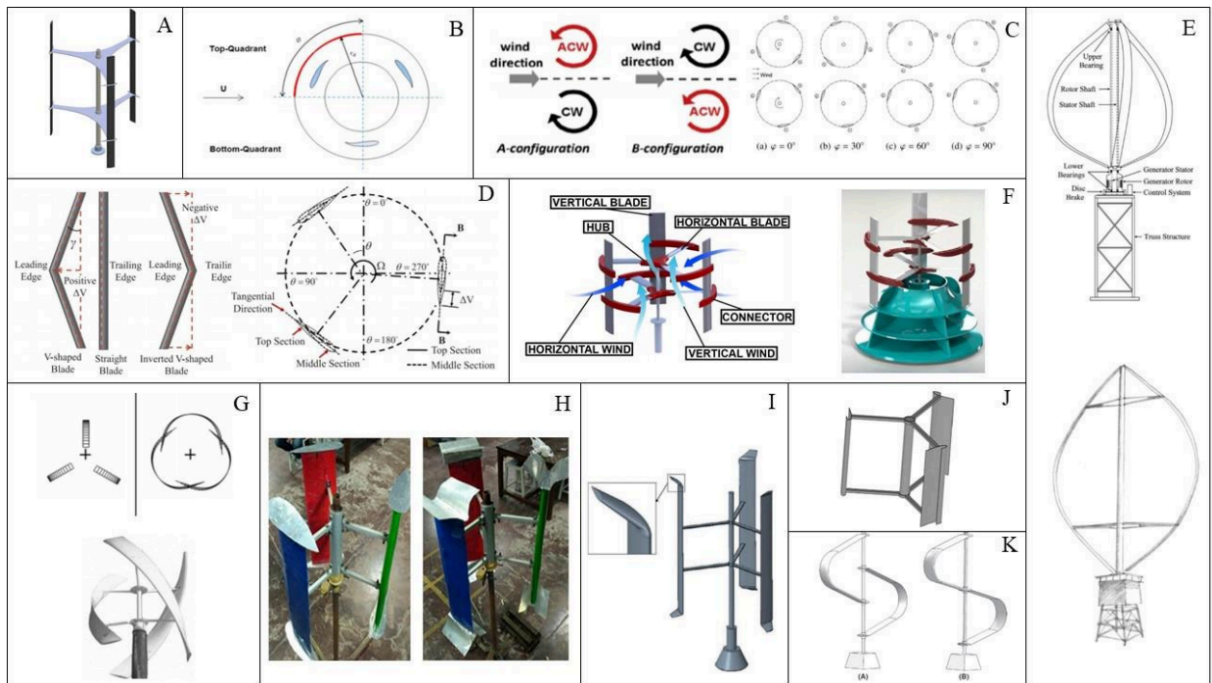 A
B
Top-Quadrant
θ
U
Bottom-Quadrant
C
wind
direction
ACW
CW
A-configuration
wind
direction
CW
ACW
B-configuration
Wind
(a) φ = 0°
(b) φ = 30°
(c) φ = 60°
(d) φ = 90°
E
Upper
Bearing
Rotor Shaft
Stator Shaft
Lower
Bearings
Disc
Brake
Generator Stator
Generator Rotor
Control System
Truss Structure
D
Negative
ΔV
γ
Leading
Edge
Positive
ΔV
Trailing
Edge
Leading
Edge
Trailin
Edge
V-shaped
Blade
Straight
Blade
Inverted V-shaped
Blade
θ = 0°
θ
Ω
θ = 270°
θ = 90°
θ = 180°
B
B
ΔV
Tangential
Direction
Top Section
Middle Section
Top Section
Middle Section
F
VERTICAL BLADE
HUB
HORIZONTAL BLADE
CONNECTOR
HORIZONTAL WIND
VERTICAL WIND
G
H
I
J
K
(A)
(B)